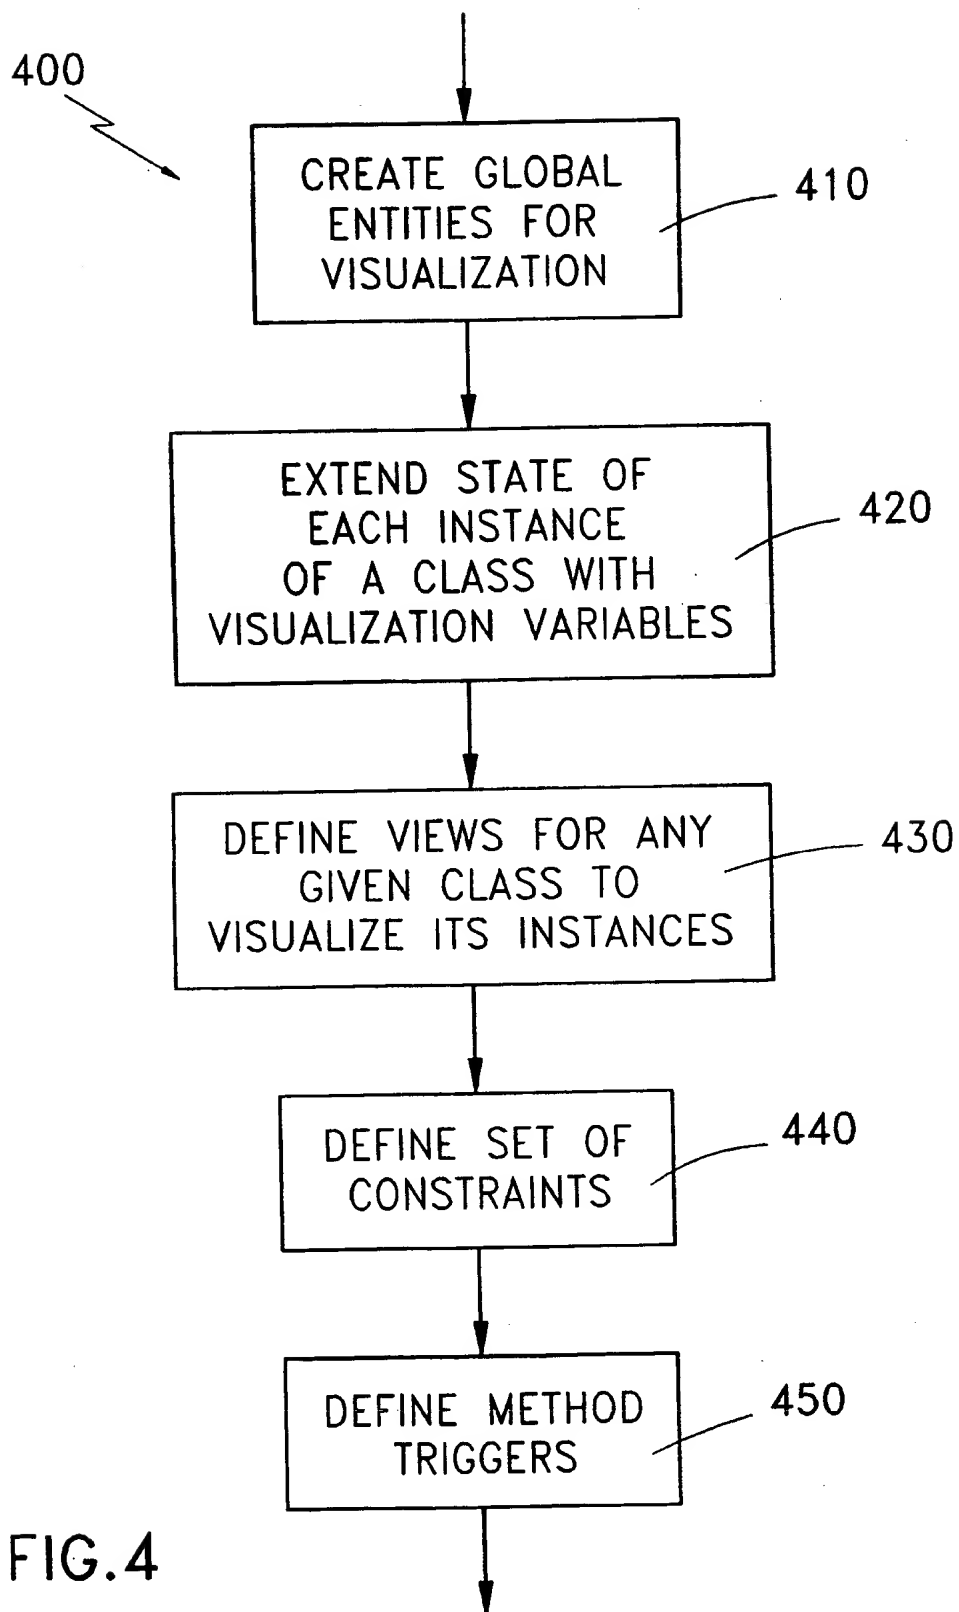 400
CREATE GLOBAL
ENTITIES FOR
VISUALIZATION
410
EXTEND STATE OF
EACH INSTANCE
OF A CLASS WITH
VISUALIZATION VARIABLES
420
DEFINE VIEWS FOR ANY
GIVEN CLASS TO
VISUALIZE ITS INSTANCES
430
DEFINE SET OF
CONSTRAINTS
440
DEFINE METHOD
TRIGGERS
450
FIG.4